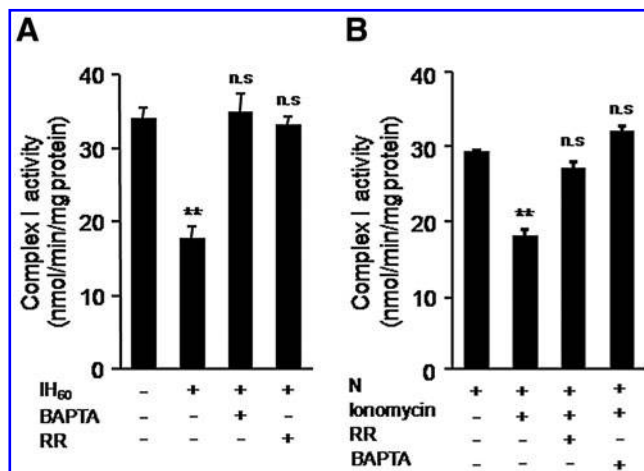 A
Complex I activity
(nmol/min/mg protein)
40
30
20
10
0
**
n.s
n.s
IH60 - + + +
BAPTA - - + -
RR - - - +
B
Complex I activity
(nmol/min/mg protein)
40
30
20
10
0
**
n.s
n.s
N + + + +
Ionomycin - + + +
RR - - + -
BAPTA - - - +